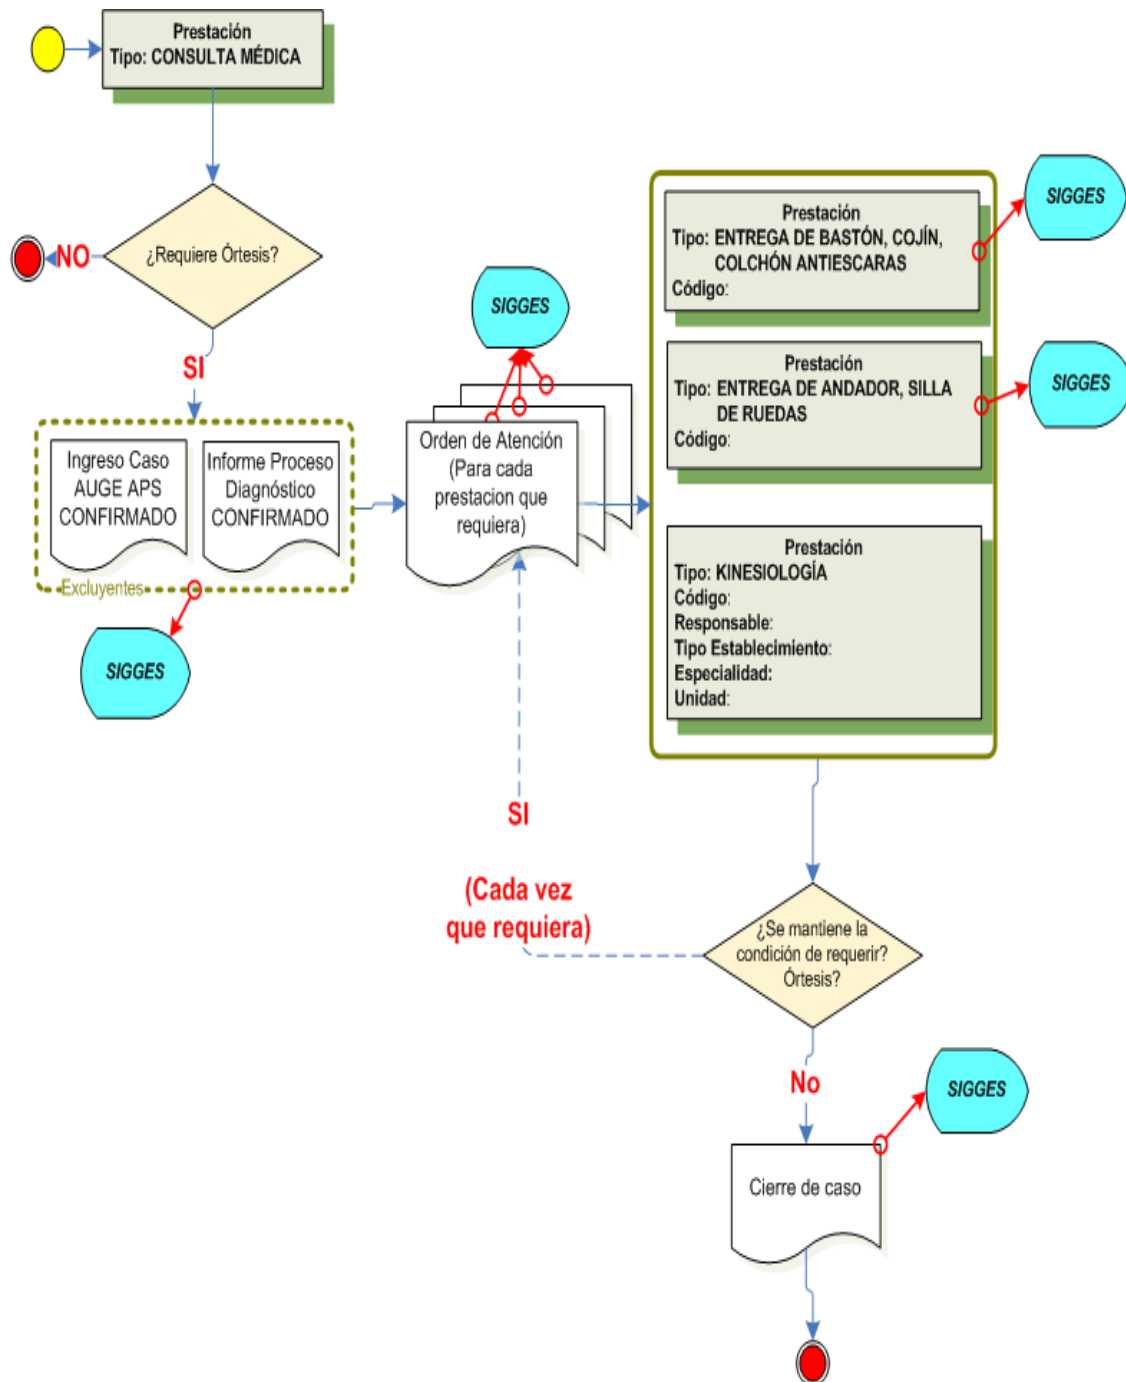 Prestación
Tipo: CONSULTA MÉDICA
¿Requiere Órtesis?
NO
SI
Ingreso Caso
AUGE APS
CONFIRMADO
Informe Proceso
Diagnóstico
CONFIRMADO
Excluyentes
SIGGES
SIGGES
Orden de Atención
(Para cada
prestacion que
requiera)
Prestación
Tipo: ENTREGA DE BASTÓN, COJÍN,
COLCHÓN ANTIESCARAS
Código:
SIGGES
Prestación
Tipo: ENTREGA DE ANDADOR, SILLA
DE RUEDAS
Código:
SIGGES
Prestación
Tipo: KINESIOLOGÍA
Código:
Responsable:
Tipo Establecimiento:
Especialidad:
Unidad:
SI
(Cada vez
que requiera)
¿Se mantiene la
condición de requerir?
Órtesis?
No
SIGGES
Cierre de caso